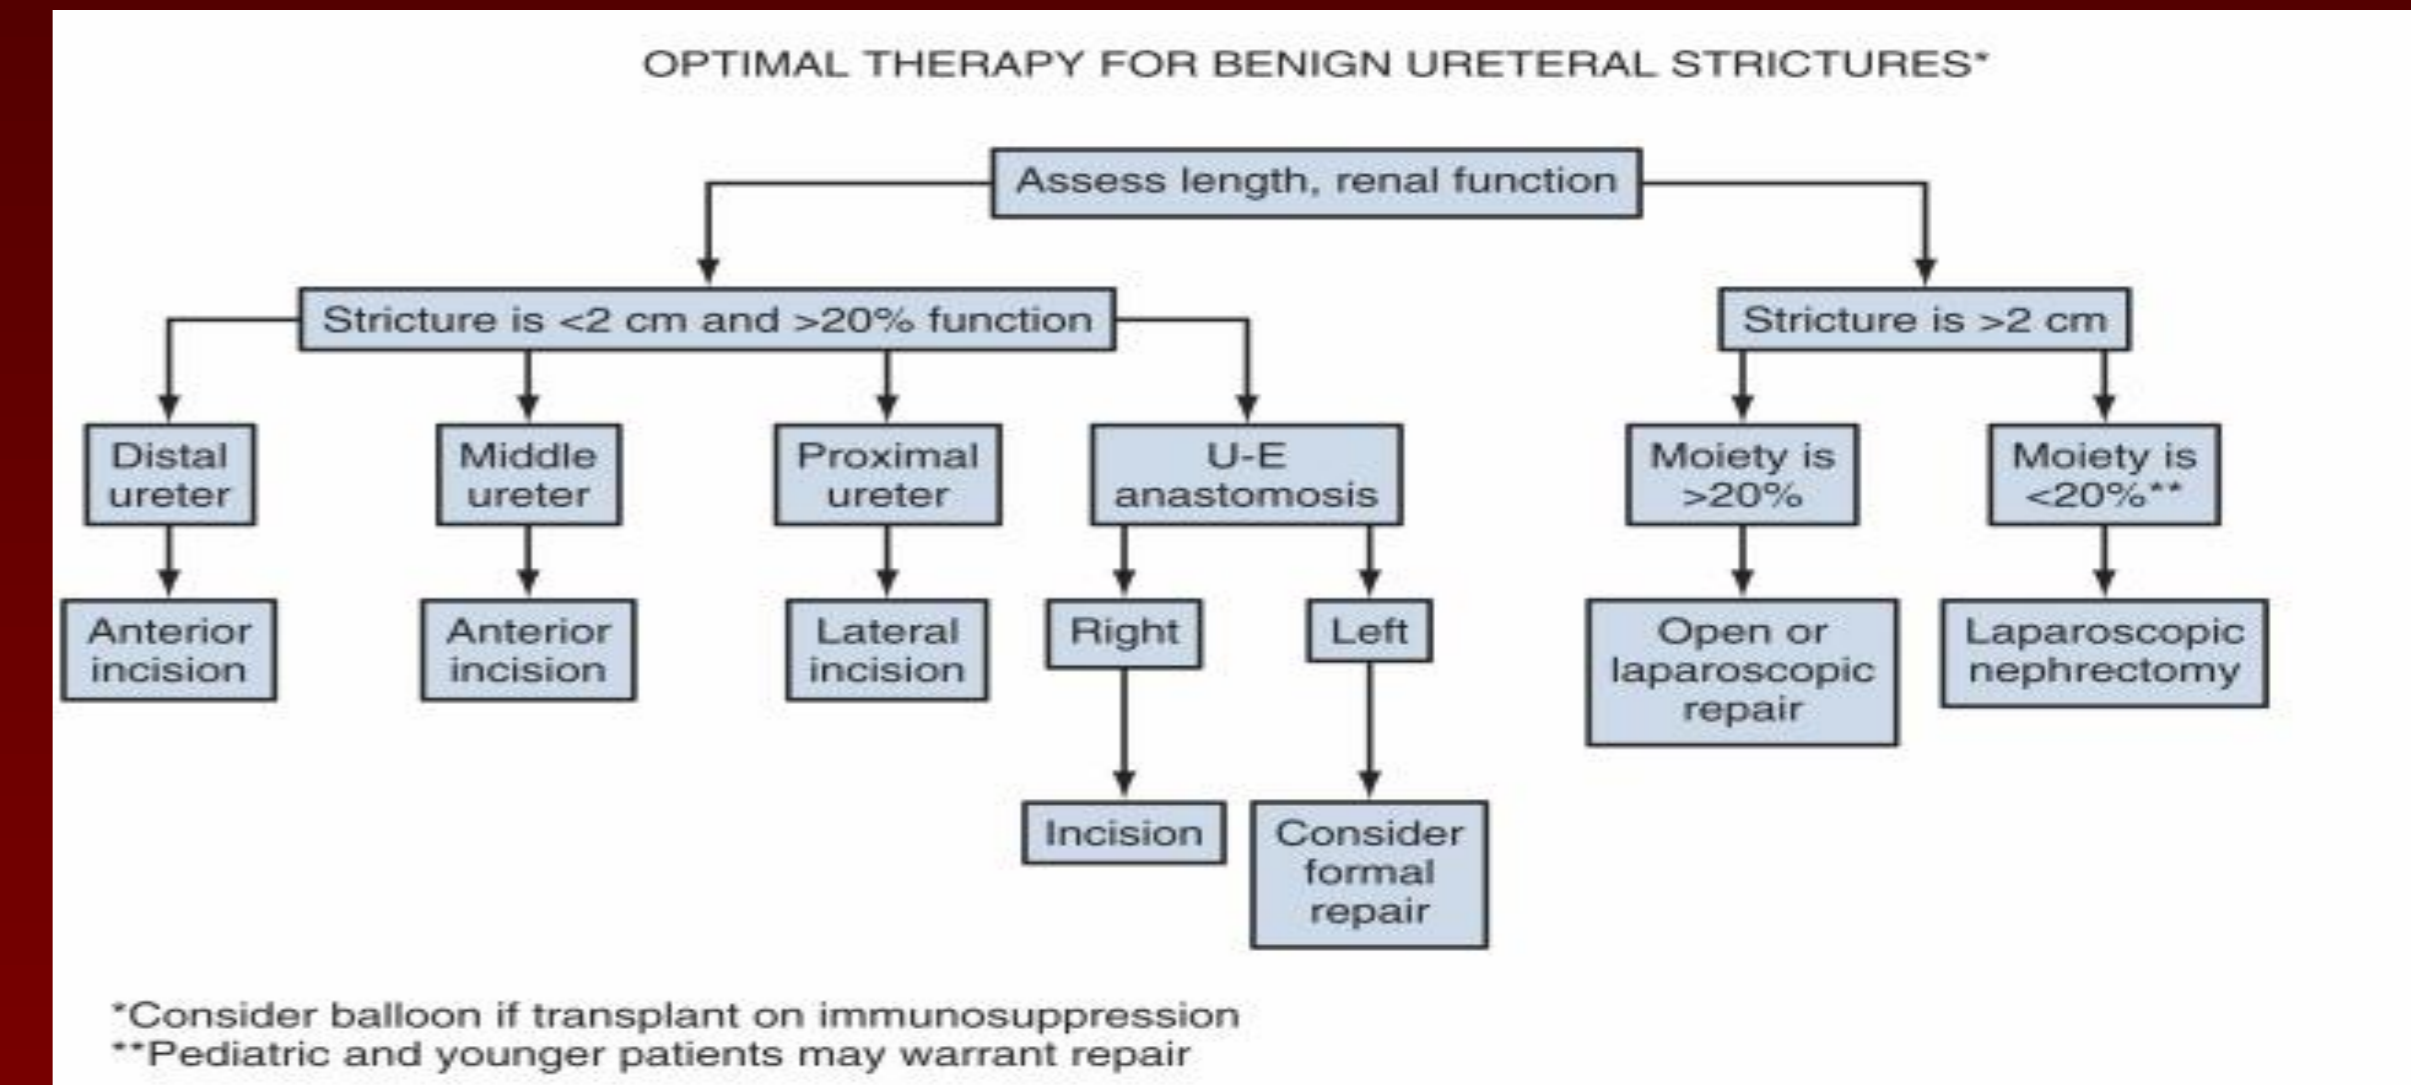 OPTIMAL THERAPY FOR BENIGN URETERAL STRICTURES*
Assess length, renal function
Stricture is <2 cm and >20% function
Stricture is >2 cm
Distal
ureter
Middle
ureter
Proximal
ureter
U-E
anastomosis
Moiety is
>20%
Moiety is
<20%**
Anterior
incision
Anterior
incision
Lateral
incision
Right
Left
Open or
laparoscopic
repair
Laparoscopic
nephrectomy
Incision
Consider
formal
repair
*Consider balloon if transplant on immunosuppression
**Pediatric and younger patients may warrant repair